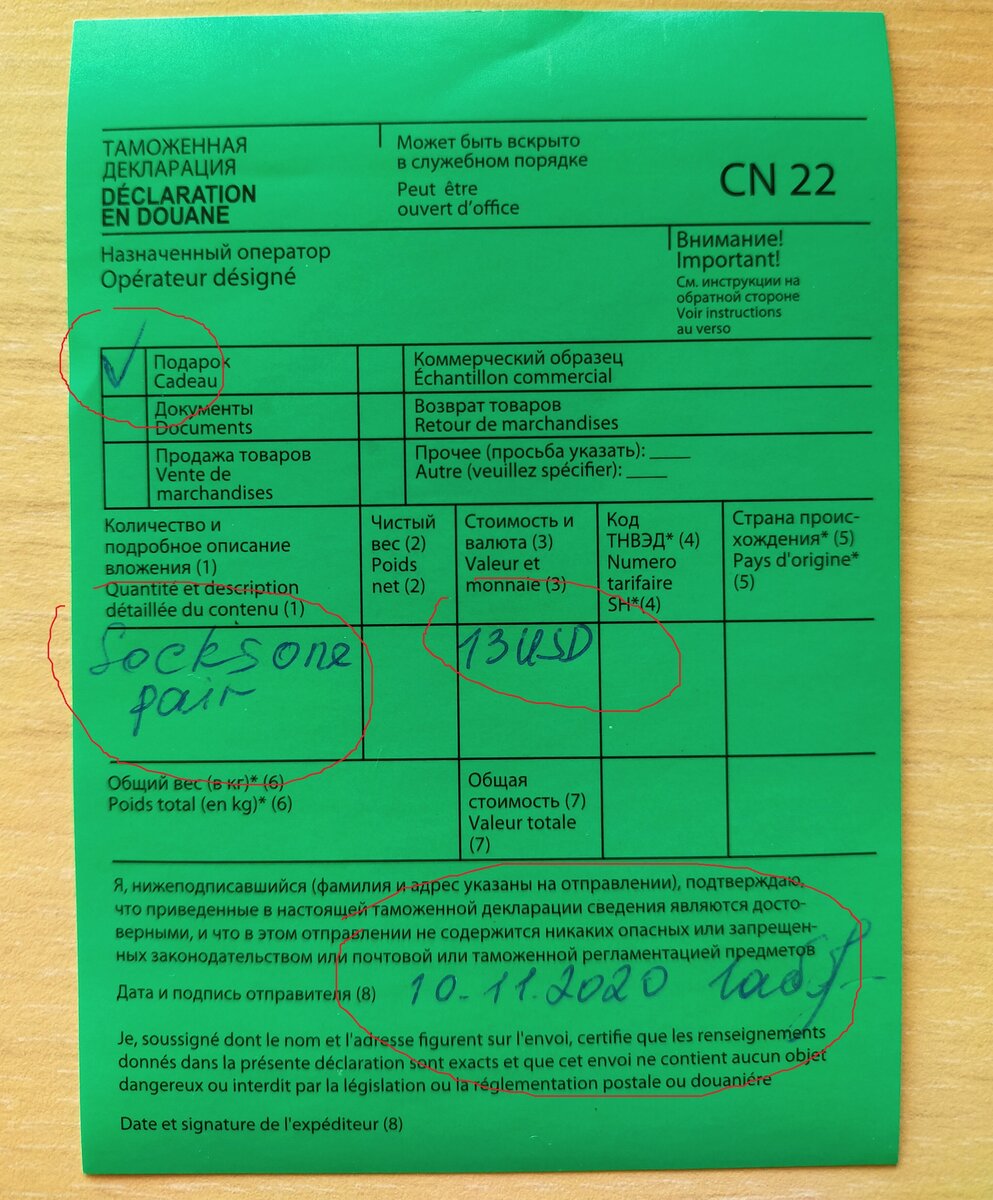 ТАМОЖЕННАЯ
ДЕКЛАРАЦИЯ
DÉCLARATION
EN DOUANE
Может быть вскрыто
в служебном порядке
Peut être
ouvert d'office
CN 22
Назначенный оператор
Opérateur désigné
Внимание!
Important!
См. инструкции на
обратной стороне
Voir instructions
au verso
Подарок
Cadeau
Коммерческий образец
Échantillon commercial
Документы
Documents
Возврат товаров
Retour de marchandises
Продажа товаров
Vente de
marchandises
Прочее (просьба указать): ____
Autre (veuillez spécifier): ____
Количество и
подробное описание
вложения (1)
Quantité et description
détaillée du contenu (1)
Чистый
вес (2)
Poids
net (2)
Стоимость и
валюта (3)
Valeur et
monnaie (3)
Код
ТНВЭД* (4)
Numero
tarifaire
SH*(4)
Страна проис-
хождения* (5)
Pays d'origine*
(5)
Socks one
pair
13 USD
Общий вес (в кг)* (6)
Poids total (en kg)* (6)
Общая
стоимость (7)
Valeur totale
(7)
Я, нижеподписавшийся (фамилия и адрес указаны на отправлении), подтверждаю,
что приведенные в настоящей таможенной декларации сведения являются досто-
верными, и что в этом отправлении не содержится никаких опасных или запрещен-
ных законодательством или почтовой или таможенной регламентацией предметов
Дата и подпись отправителя (8) 10.11.2020
Je, soussigné dont le nom et l'adresse figurent sur l'envoi, certifie que les renseignements
donnés dans la présente déclaration sont exacts et que cet envoi ne contient aucun objet
dangereux ou interdit par la législation ou la réglementation postale ou douaniére
Date et signature de l'expéditeur (8)